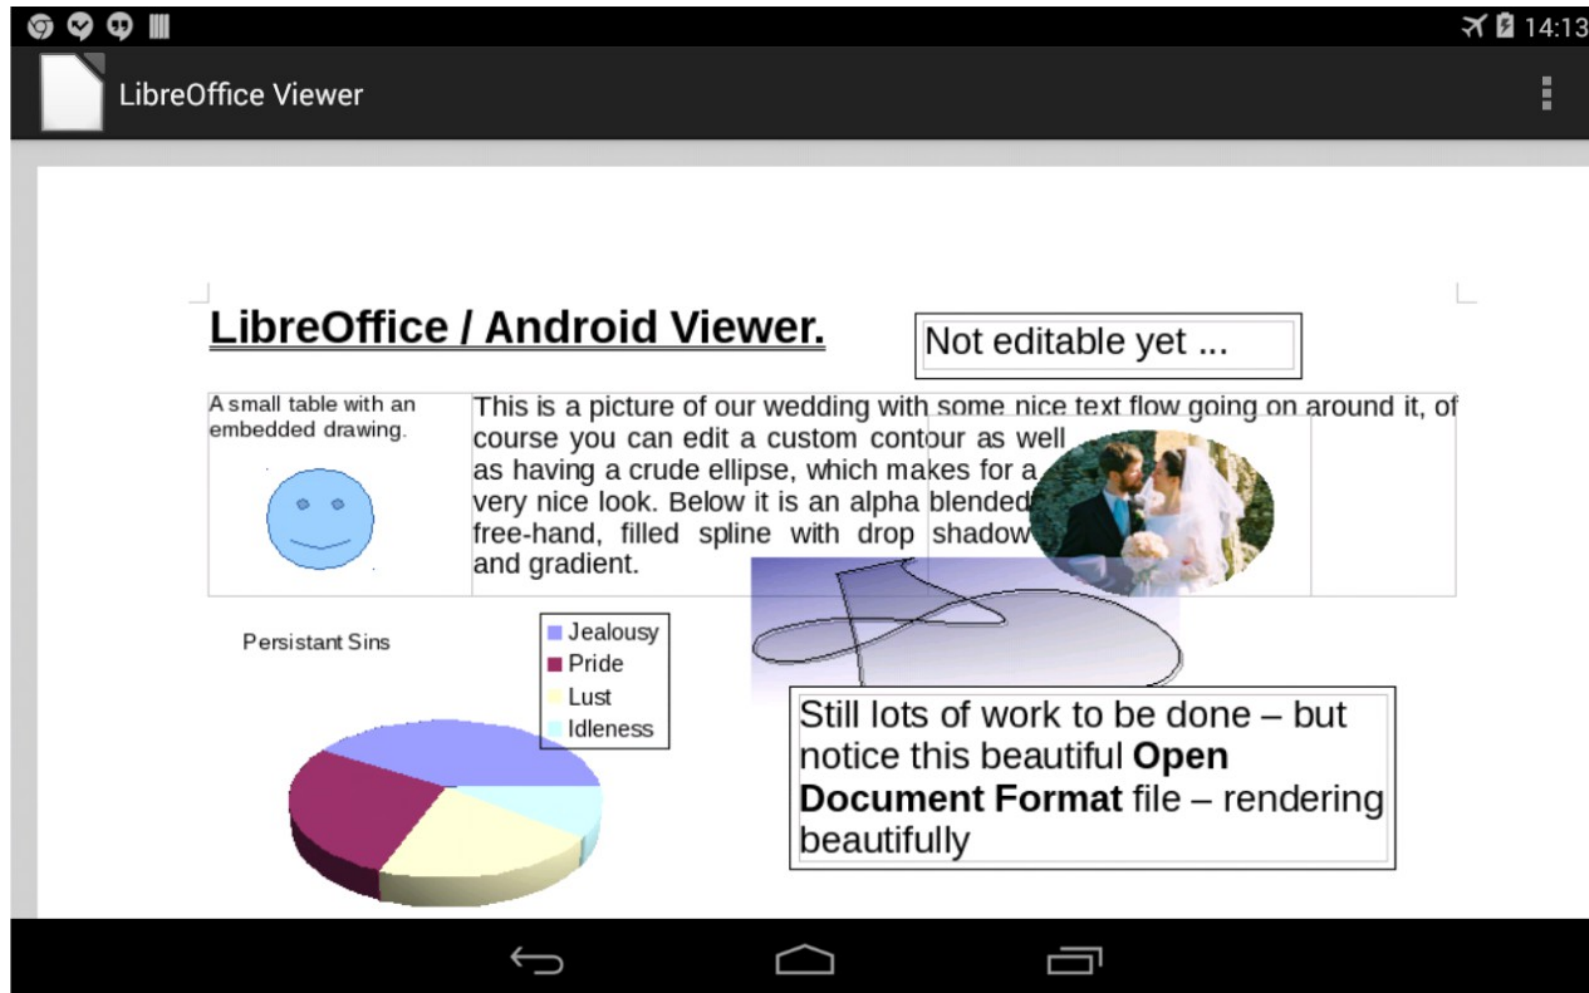 14:13
LibreOffice Viewer
LibreOffice / Android Viewer.
Not editable yet ...
A small table with an
embedded drawing.
This is a picture of our wedding with some nice text flow going on around it, of
course you can edit a custom contour as well
as having a crude ellipse, which makes for a
very nice look. Below it is an alpha blended
free-hand, filled spline with drop shadow
and gradient.
Persistant Sins
Jealousy
Pride
Lust
Idleness
Still lots of work to be done – but
notice this beautiful Open
Document Format file – rendering
beautifully